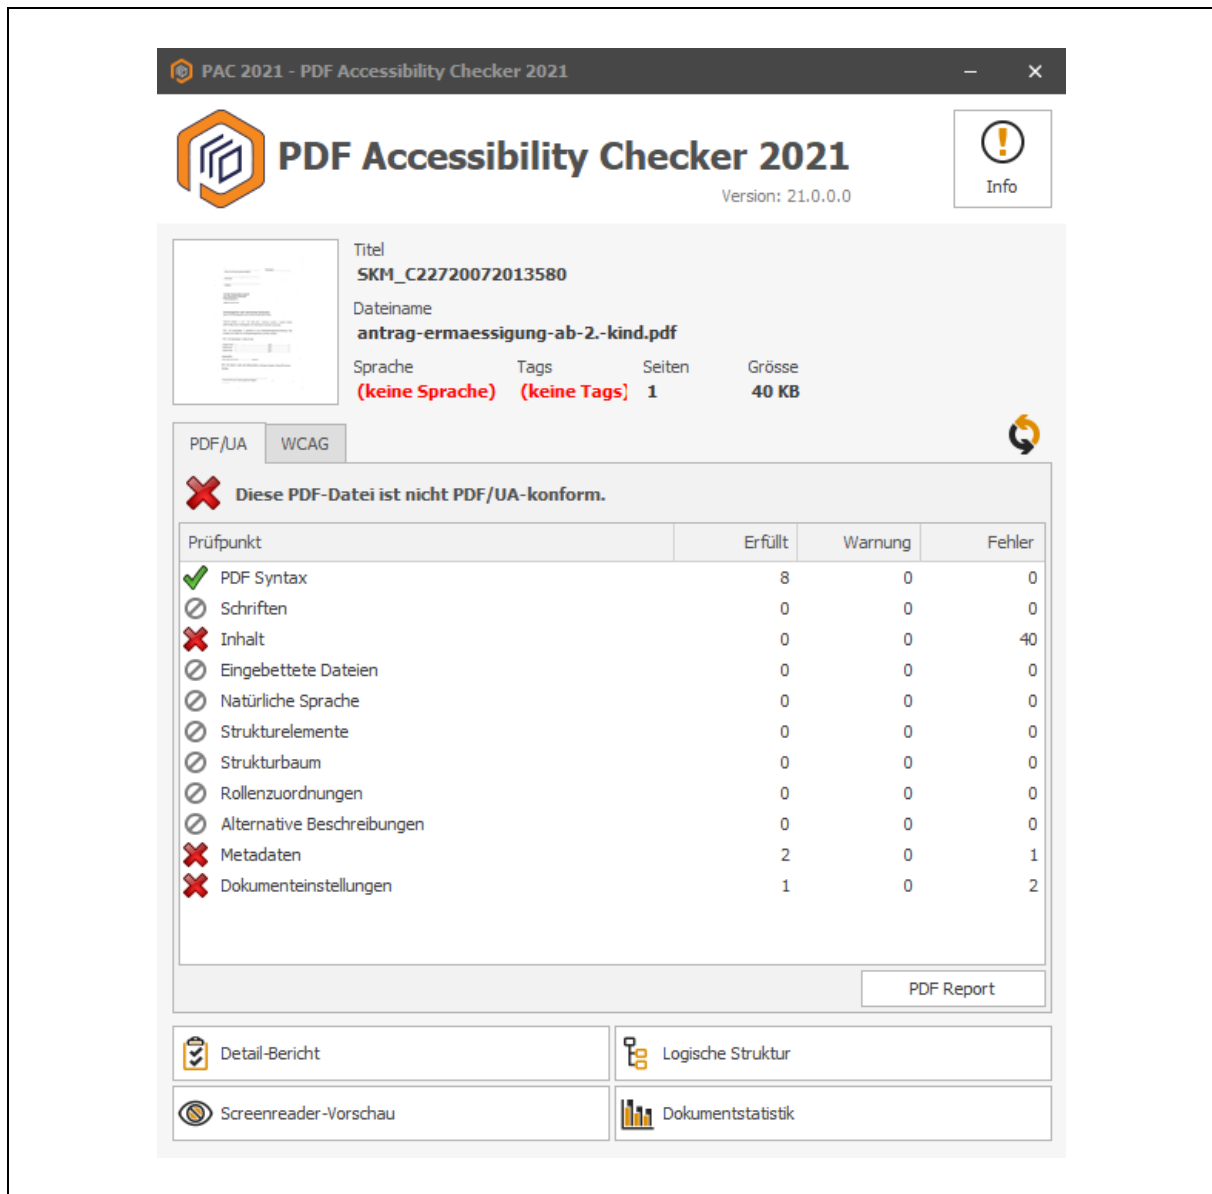 PAC 2021 - PDF Accessibility Checker 2021
PDF Accessibility Checker 2021
Version: 21.0.0.0
Info
Titel
SKM_C22720072013580
Dateiname
antrag-ermaessigung-ab-2.-kind.pdf
Sprache Tags Seiten Grösse
(keine Sprache) (keine Tags) 1 40 KB
PDF/UA WCAG
Diese PDF-Datei ist nicht PDF/UA-konform.
Prüfpunkt Erfüllt Warnung Fehler
PDF Syntax 8 0 0
Schriften 0 0 0
Inhalt 0 0 40
Eingebettete Dateien 0 0 0
Natürliche Sprache 0 0 0
Strukturelemente 0 0 0
Strukturbaum 0 0 0
Rollenzuordnungen 0 0 0
Alternative Beschreibungen 0 0 0
Metadaten 2 0 1
Dokumenteinstellungen 1 0 2
PDF Report
Detail-Bericht Logische Struktur
Screenreader-Vorschau Dokumentstatistik